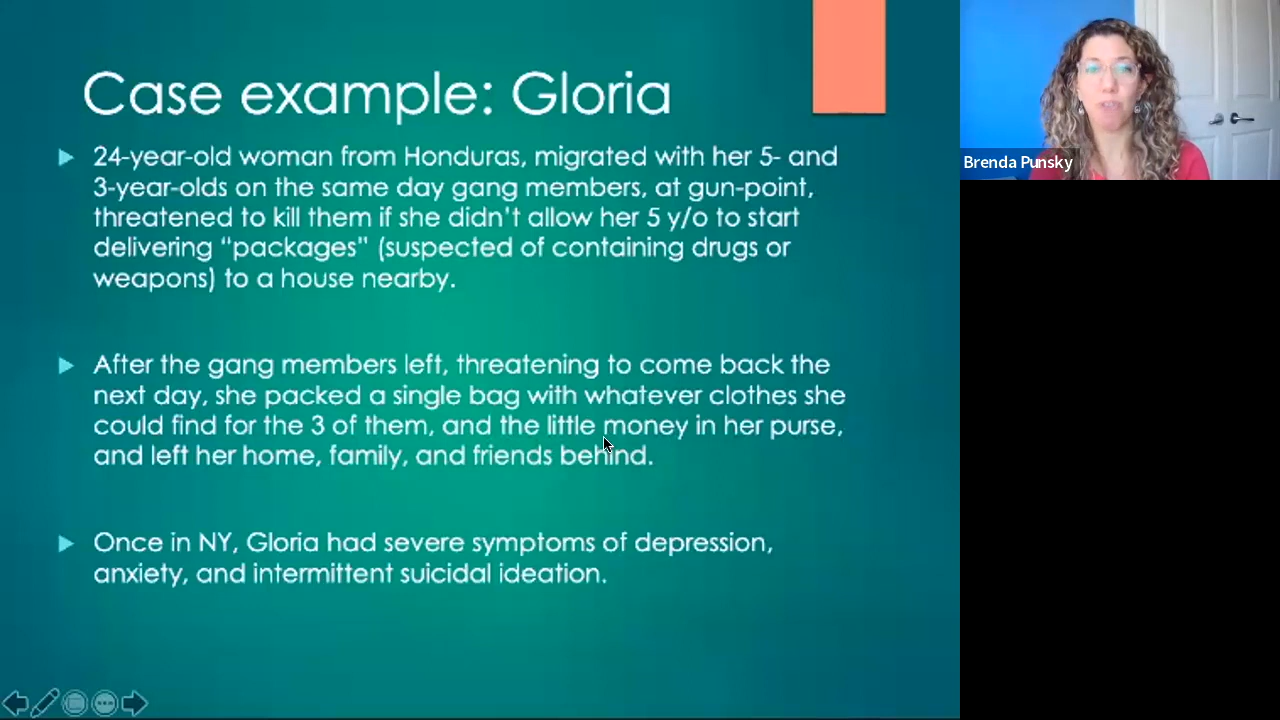 Case example: Gloria
24-year-old woman from Honduras, migrated with her 5- and
3-year-olds on the same day gang members, at gun-point,
threatened to kill them if she didn't allow her 5 y/o to start
delivering “packages” (suspected of containing drugs or
weapons) to a house nearby.
After the gang members left, threatening to come back the
next day, she packed a single bag with whatever clothes she
could find for the 3 of them, and the little money in her purse,
and left her home, family, and friends behind.
Once in NY, Gloria had severe symptoms of depression,
anxiety, and intermittent suicidal ideation.
Brenda Punsky